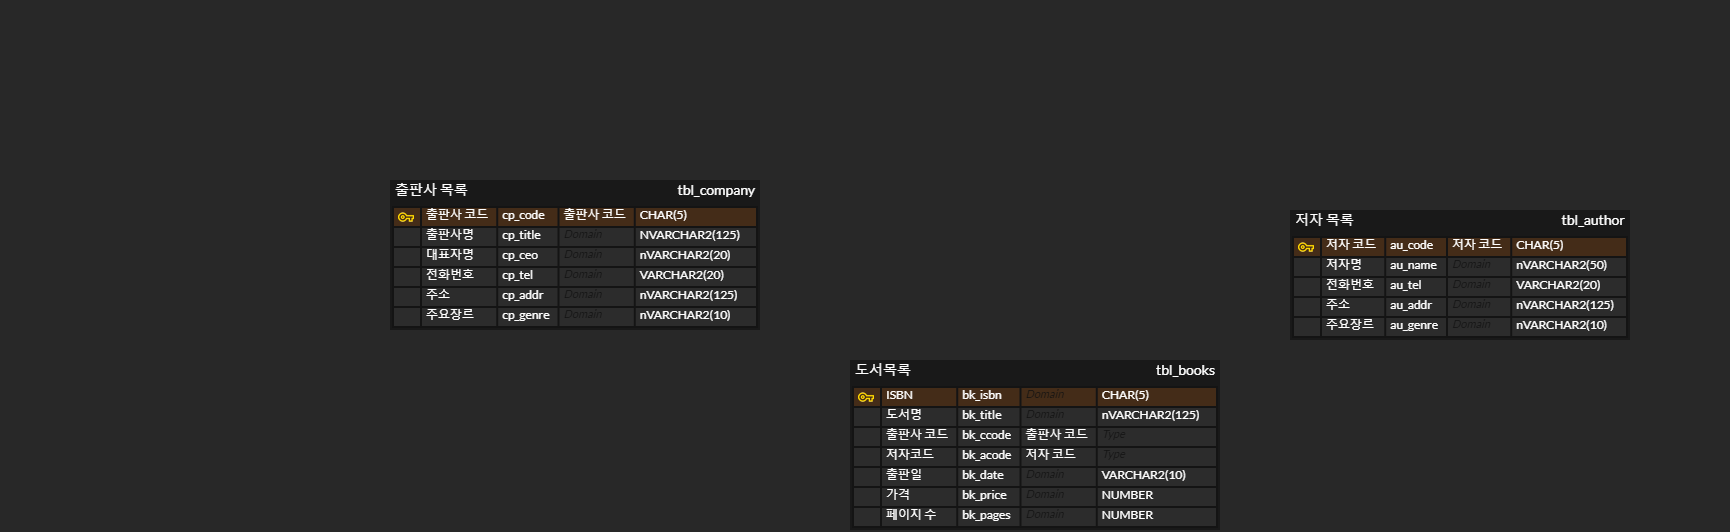 출판사 목록 tbl_company
출판사 코드 cp_code 출판사 코드 CHAR(5)
출판사명 cp_title Domain NVARCHAR2(125)
대표자명 cp_ceo Domain nVARCHAR2(20)
전화번호 cp_tel Domain VARCHAR2(20)
주소 cp_addr Domain nVARCHAR2(125)
주요장르 cp_genre Domain nVARCHAR2(10)
저자 목록 tbl_author
저자 코드 au_code 저자 코드 CHAR(5)
저자명 au_name Domain nVARCHAR2(50)
전화번호 au_tel Domain VARCHAR2(20)
주소 au_addr Domain nVARCHAR2(125)
주요장르 au_genre Domain nVARCHAR2(10)
도서목록 tbl_books
ISBN bk_isbn Domain CHAR(5)
도서명 bk_title Domain nVARCHAR2(125)
출판사 코드 bk_ccode 출판사 코드 Type
저자코드 bk_acode 저자 코드 Type
출판일 bk_date Domain VARCHAR2(10)
가격 bk_price Domain NUMBER
페이지 수 bk_pages Domain NUMBER